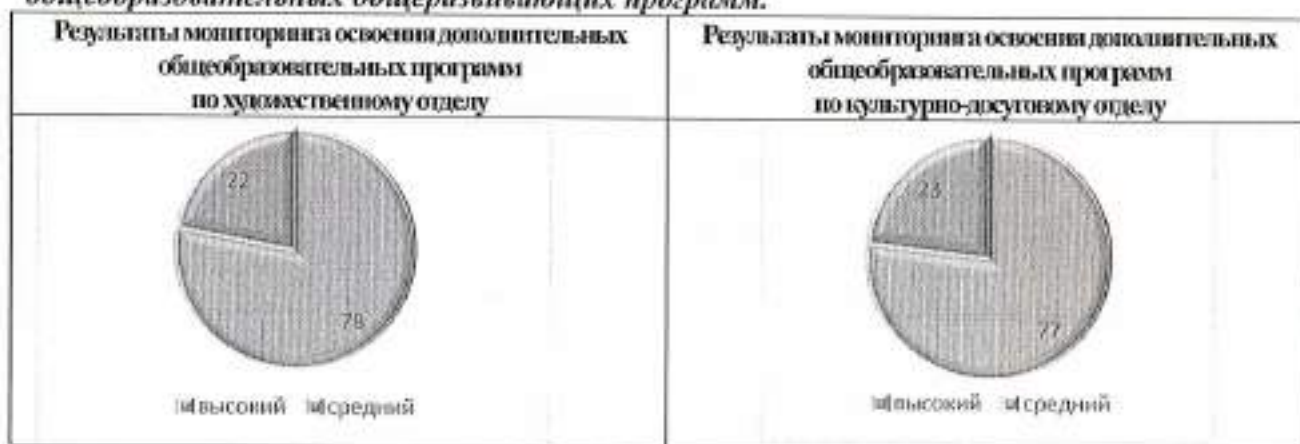 общеобразовательных общеразвивающих программ.
Результаты мониторинга освоения дополнительных
общеобразовательных программ
по художественному отделу
Результаты мониторинга освоения дополнительных
общеобразовательных программ
по культурно-досуговому отделу
22
78
высокий средний
23
77
высокий средний